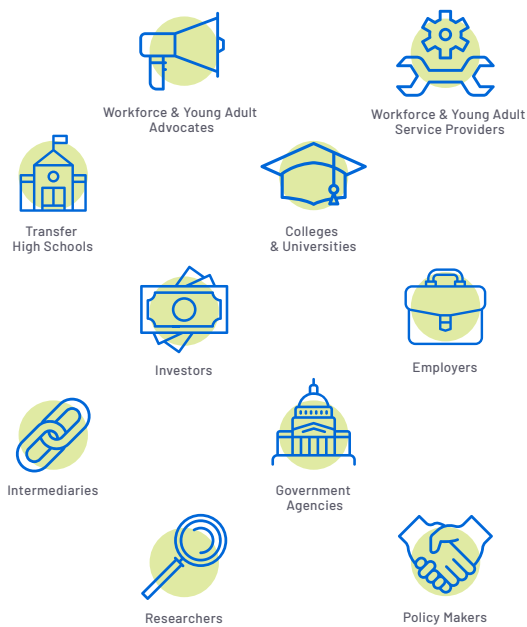 Workforce & Young Adult
Advocates
Workforce & Young Adult
Service Providers
Transfer
High Schools
Colleges
& Universities
Investors
Employers
Intermediaries
Government
Agencies
Researchers
Policy Makers